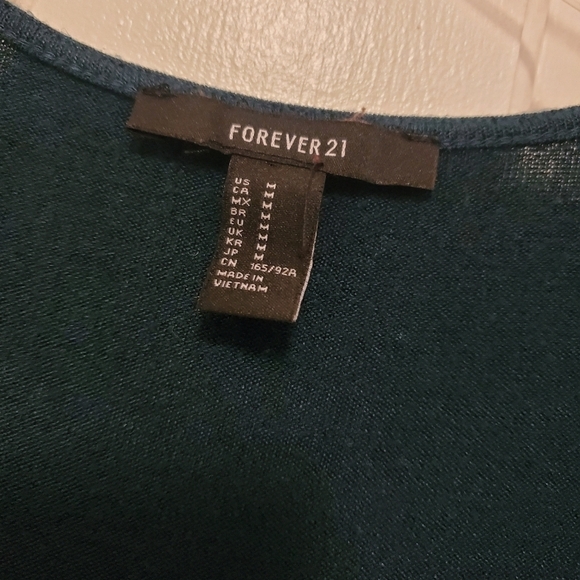 FOREVER 21
US M
CA M
MX M
BR M
EU M
UK M
KR M
JP M
CN 165/92A
MADE IN
VIETNAM